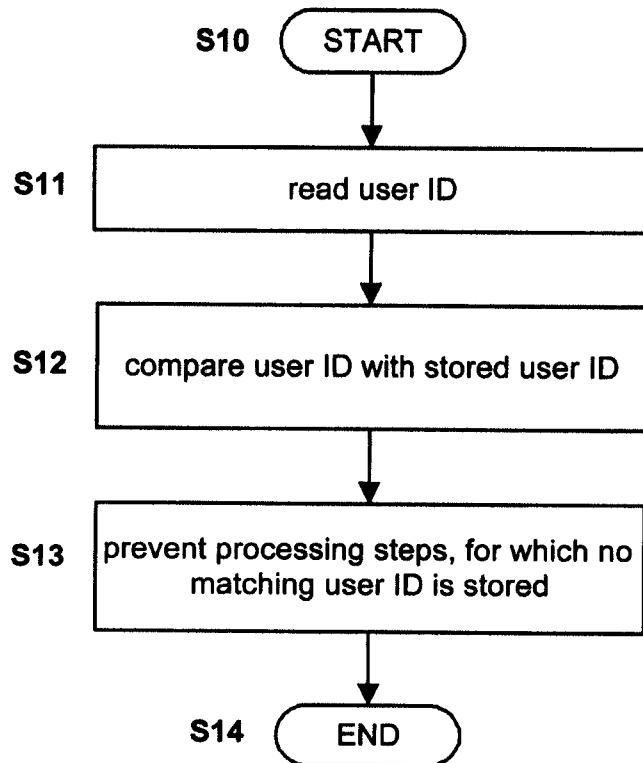 S10 START
S11 read user ID
S12 compare user ID with stored user ID
S13 prevent processing steps, for which no
matching user ID is stored
S14 END